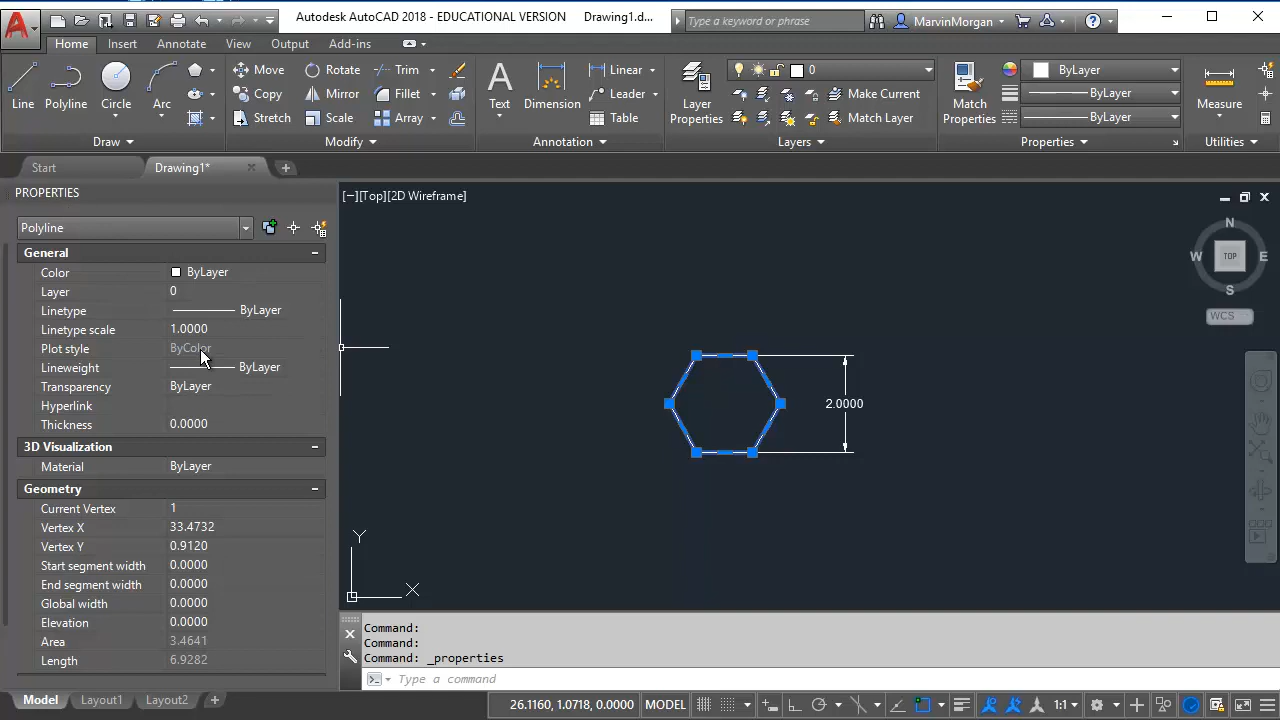 Autodesk AutoCAD 2018 - EDUCATIONAL VERSION Drawing1.d... Type a keyword or phrase MarvinMorgan
Home Insert Annotate View Output Add-ins
Line Polyline Circle Arc Move Rotate Trim Text Dimension Linear Layer Properties 0 Match Properties ByLayer Measure
Copy Mirror Fillet Leader Make Current ByLayer
Stretch Scale Array Table Match Layer ByLayer
Draw Modify Annotation Layers Properties Utilities
Start Drawing1*
PROPERTIES
[−][Top][2D Wireframe]
Polyline
General
Color ByLayer
Layer 0
Linetype ByLayer
Linetype scale 1.0000
Plot style ByColor
Lineweight ByLayer
Transparency ByLayer
Hyperlink
Thickness 0.0000
3D Visualization
Material ByLayer
Geometry
Current Vertex 1
Vertex X 33.4732
Vertex Y 0.9120
Start segment width 0.0000
End segment width 0.0000
Global width 0.0000
Elevation 0.0000
Area 3.4641
Length 6.9282
N
W TOP E
S
WCS
2.0000
Y
X
Command:
Command:
Command: _properties
Type a command
Model Layout1 Layout2 26.1160, 1.0718, 0.0000 MODEL 1:1